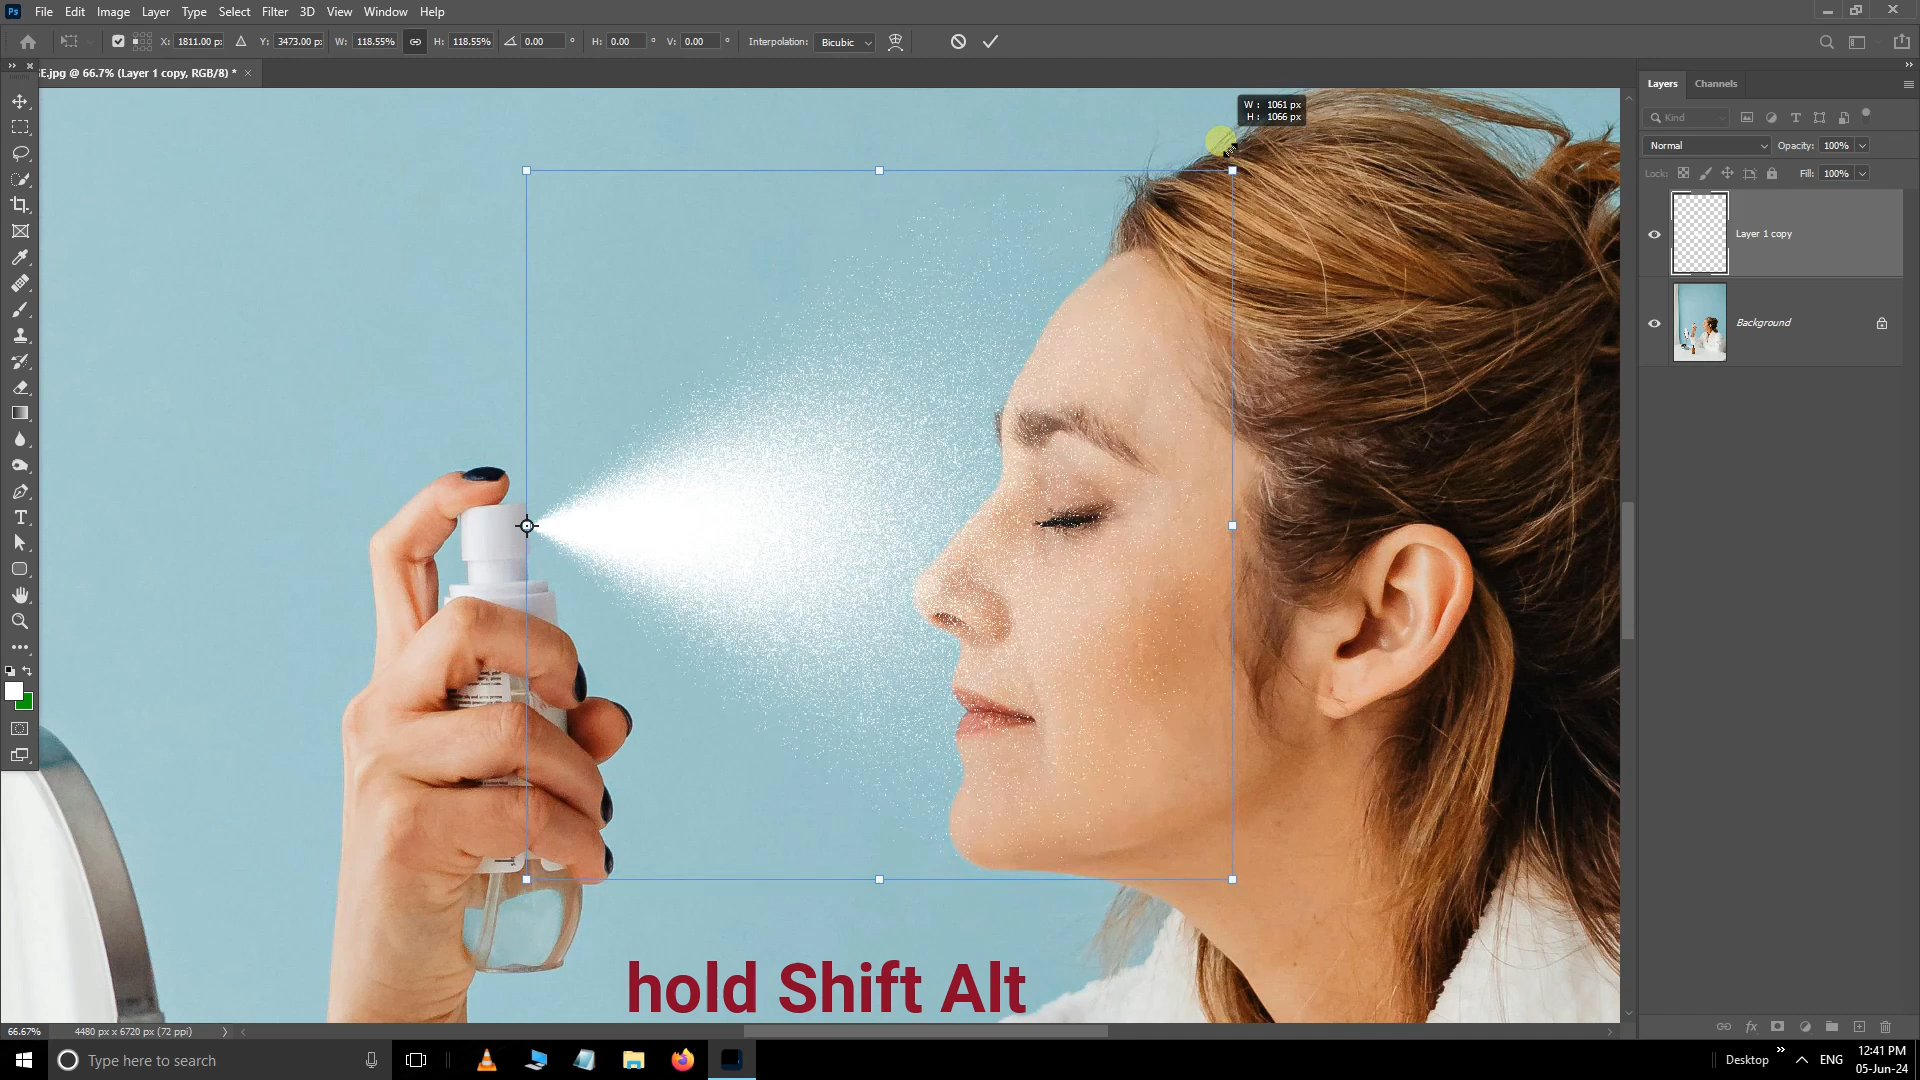 Ps File Edit Image Layer Type Select Filter 3D View Window Help
X: 1811.00 p: Y: 3473.00 p: W: 118.55% H: 118.55% 0.00 ° H: 0.00 ° V: 0.00 ° Interpolation: Bicubic
E.jpg @ 66.7% (Layer 1 copy, RGB/8) * ×
Layers Channels
W : 1061 px
H : 1066 px
Kind
Normal Opacity: 100%
Lock: Fill: 100%
Layer 1 copy
Background
hold Shift Alt
66.67% 4480 px x 6720 px (72 ppi)
Type here to search
Desktop ENG
12:41 PM
05-Jun-24